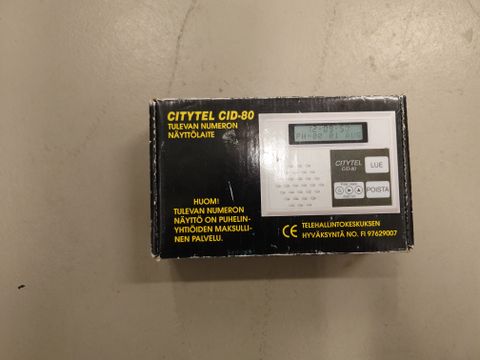 CITYTEL CID-80
TULEVAN NUMERON
NÄYTTÖLAITE
CITYTEL
CID-80
LUE
POISTA
HUOM!
TULEVAN NUMERON
NÄYTTÖ ON PUHELIN-
YHTIÖIDEN MAKSULLI-
NEN PALVELU.
CE TELEHALLINTOKESKUKSEN
HYVÄKSYNTÄ NO. FI 97629007